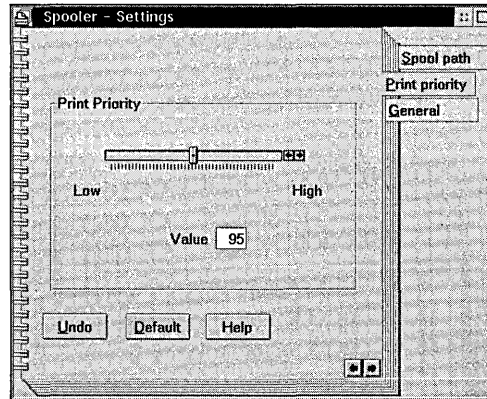 Spooler - Settings
Spool path
Print priority
General
Print Priority
Low High
Value 95
Undo Default Help